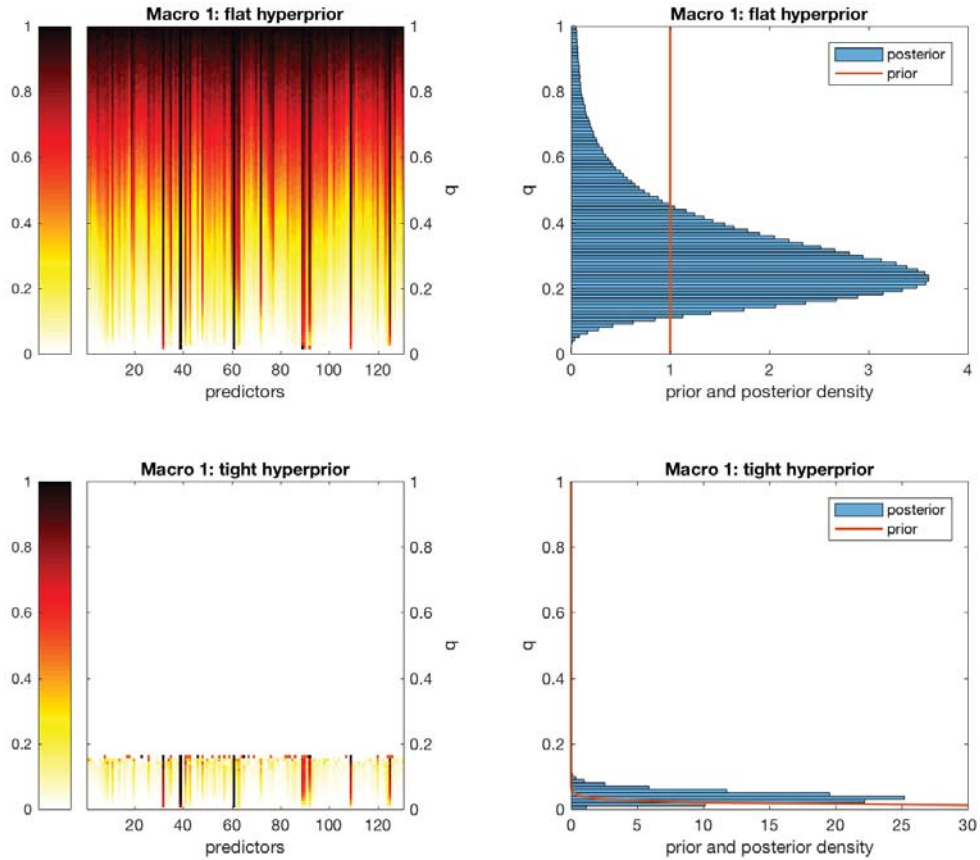 Macro 1: flat hyperprior
1
0.8
0.6
0.4
0.2
0
1
0.8
0.6
0.4
0.2
0
20 40 60 80 100 120
predictors
Macro 1: flat hyperprior
posterior
prior
q
1
0.8
0.6
0.4
0.2
0
0 1 2 3 4
prior and posterior density
Macro 1: tight hyperprior
1
0.8
0.6
0.4
0.2
0
1
0.8
0.6
0.4
0.2
0
20 40 60 80 100 120
predictors
Macro 1: tight hyperprior
posterior
prior
q
1
0.8
0.6
0.4
0.2
0
0 5 10 15 20 25 30
prior and posterior density